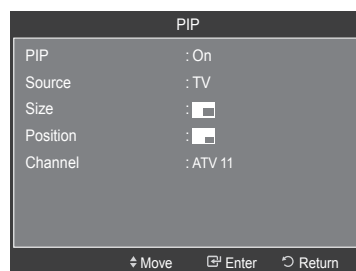 PIP
PIP : On
Source : TV
Size :
Position :
Channel : ATV 11
Move Enter Return